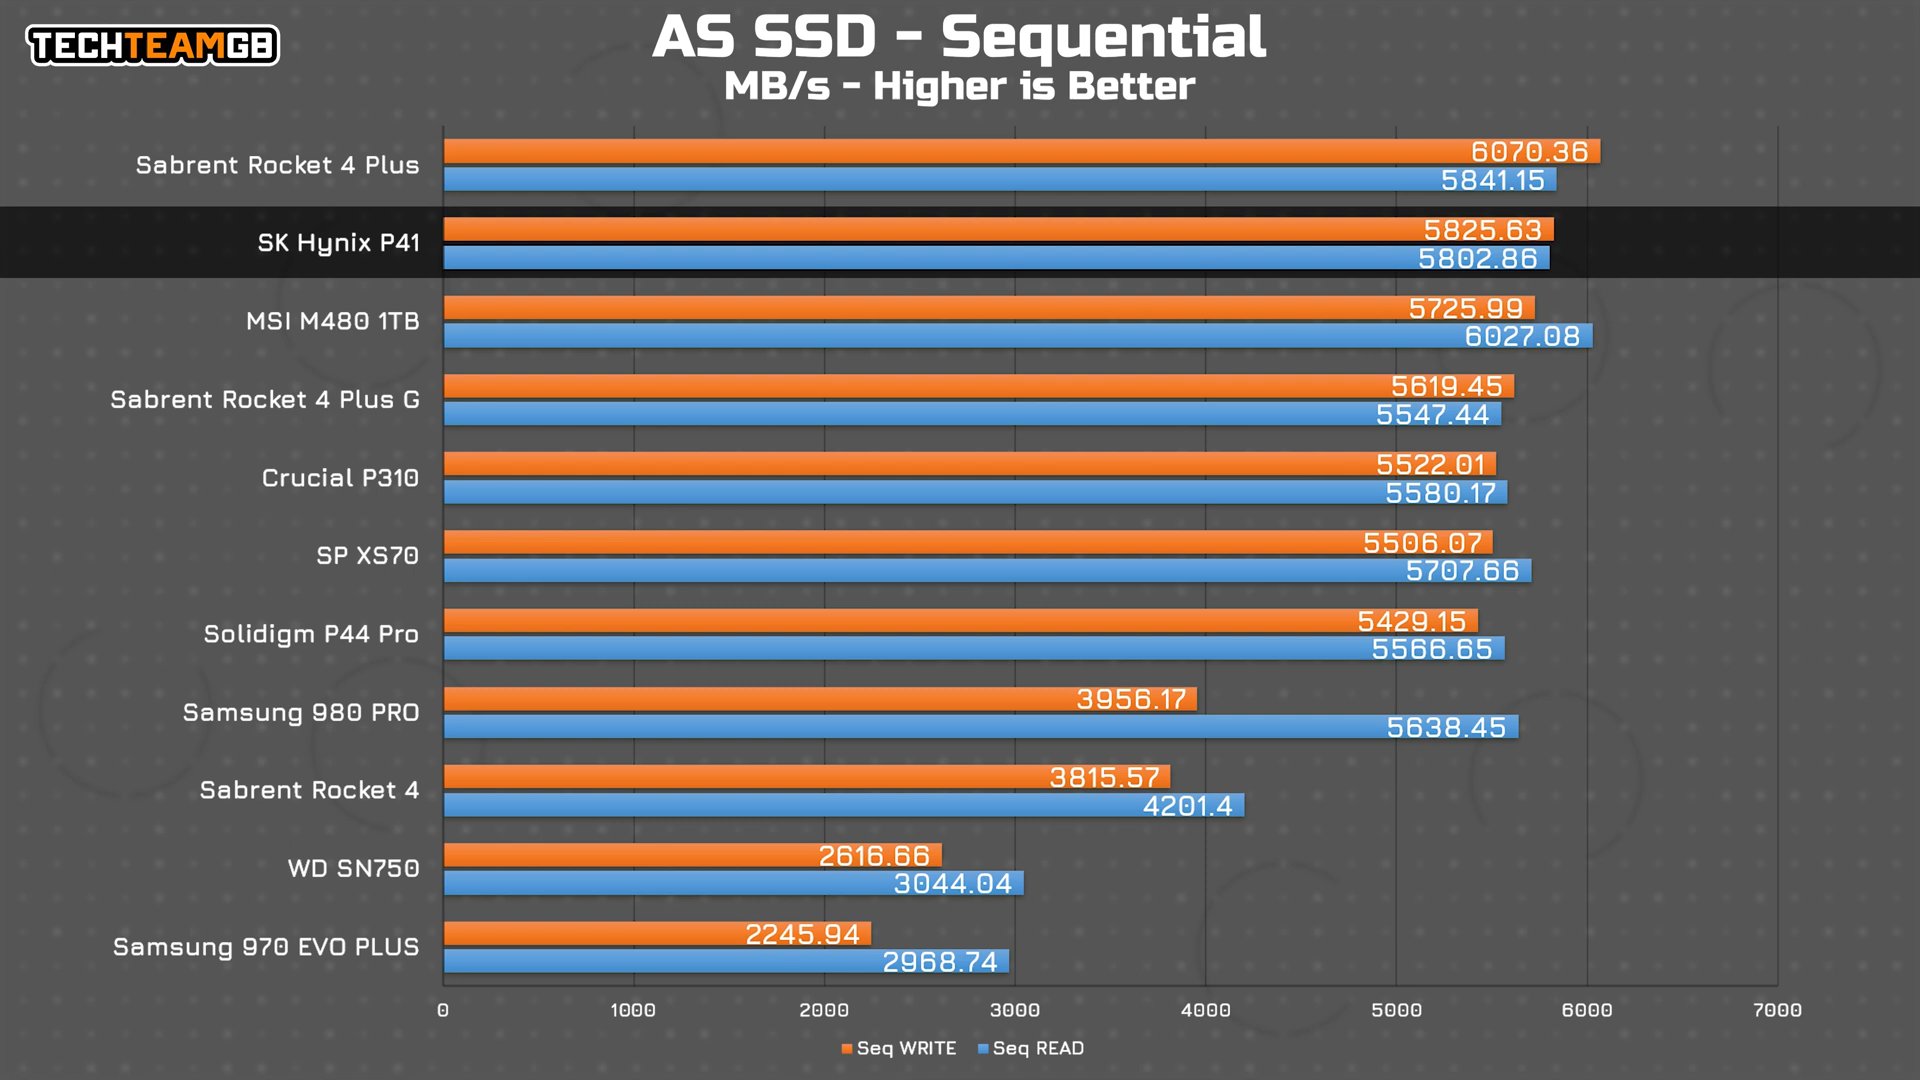 TECHTEAMGB
AS SSD - Sequential
MB/s - Higher is Better
Sabrent Rocket 4 Plus
6070.36
5841.15
SK Hynix P41
5825.63
5802.86
MSI M480 1TB
5725.99
6027.08
Sabrent Rocket 4 Plus G
5619.45
5547.44
Crucial P310
5522.01
5580.17
SP XS70
5506.07
5707.66
Solidigm P44 Pro
5429.15
5566.65
Samsung 980 PRO
3956.17
5638.45
Sabrent Rocket 4
3815.57
4201.4
WD SN750
2616.66
3044.04
Samsung 970 EVO PLUS
2245.94
2968.74
0 1000 2000 3000 4000 5000 6000 7000
Seq WRITE Seq READ